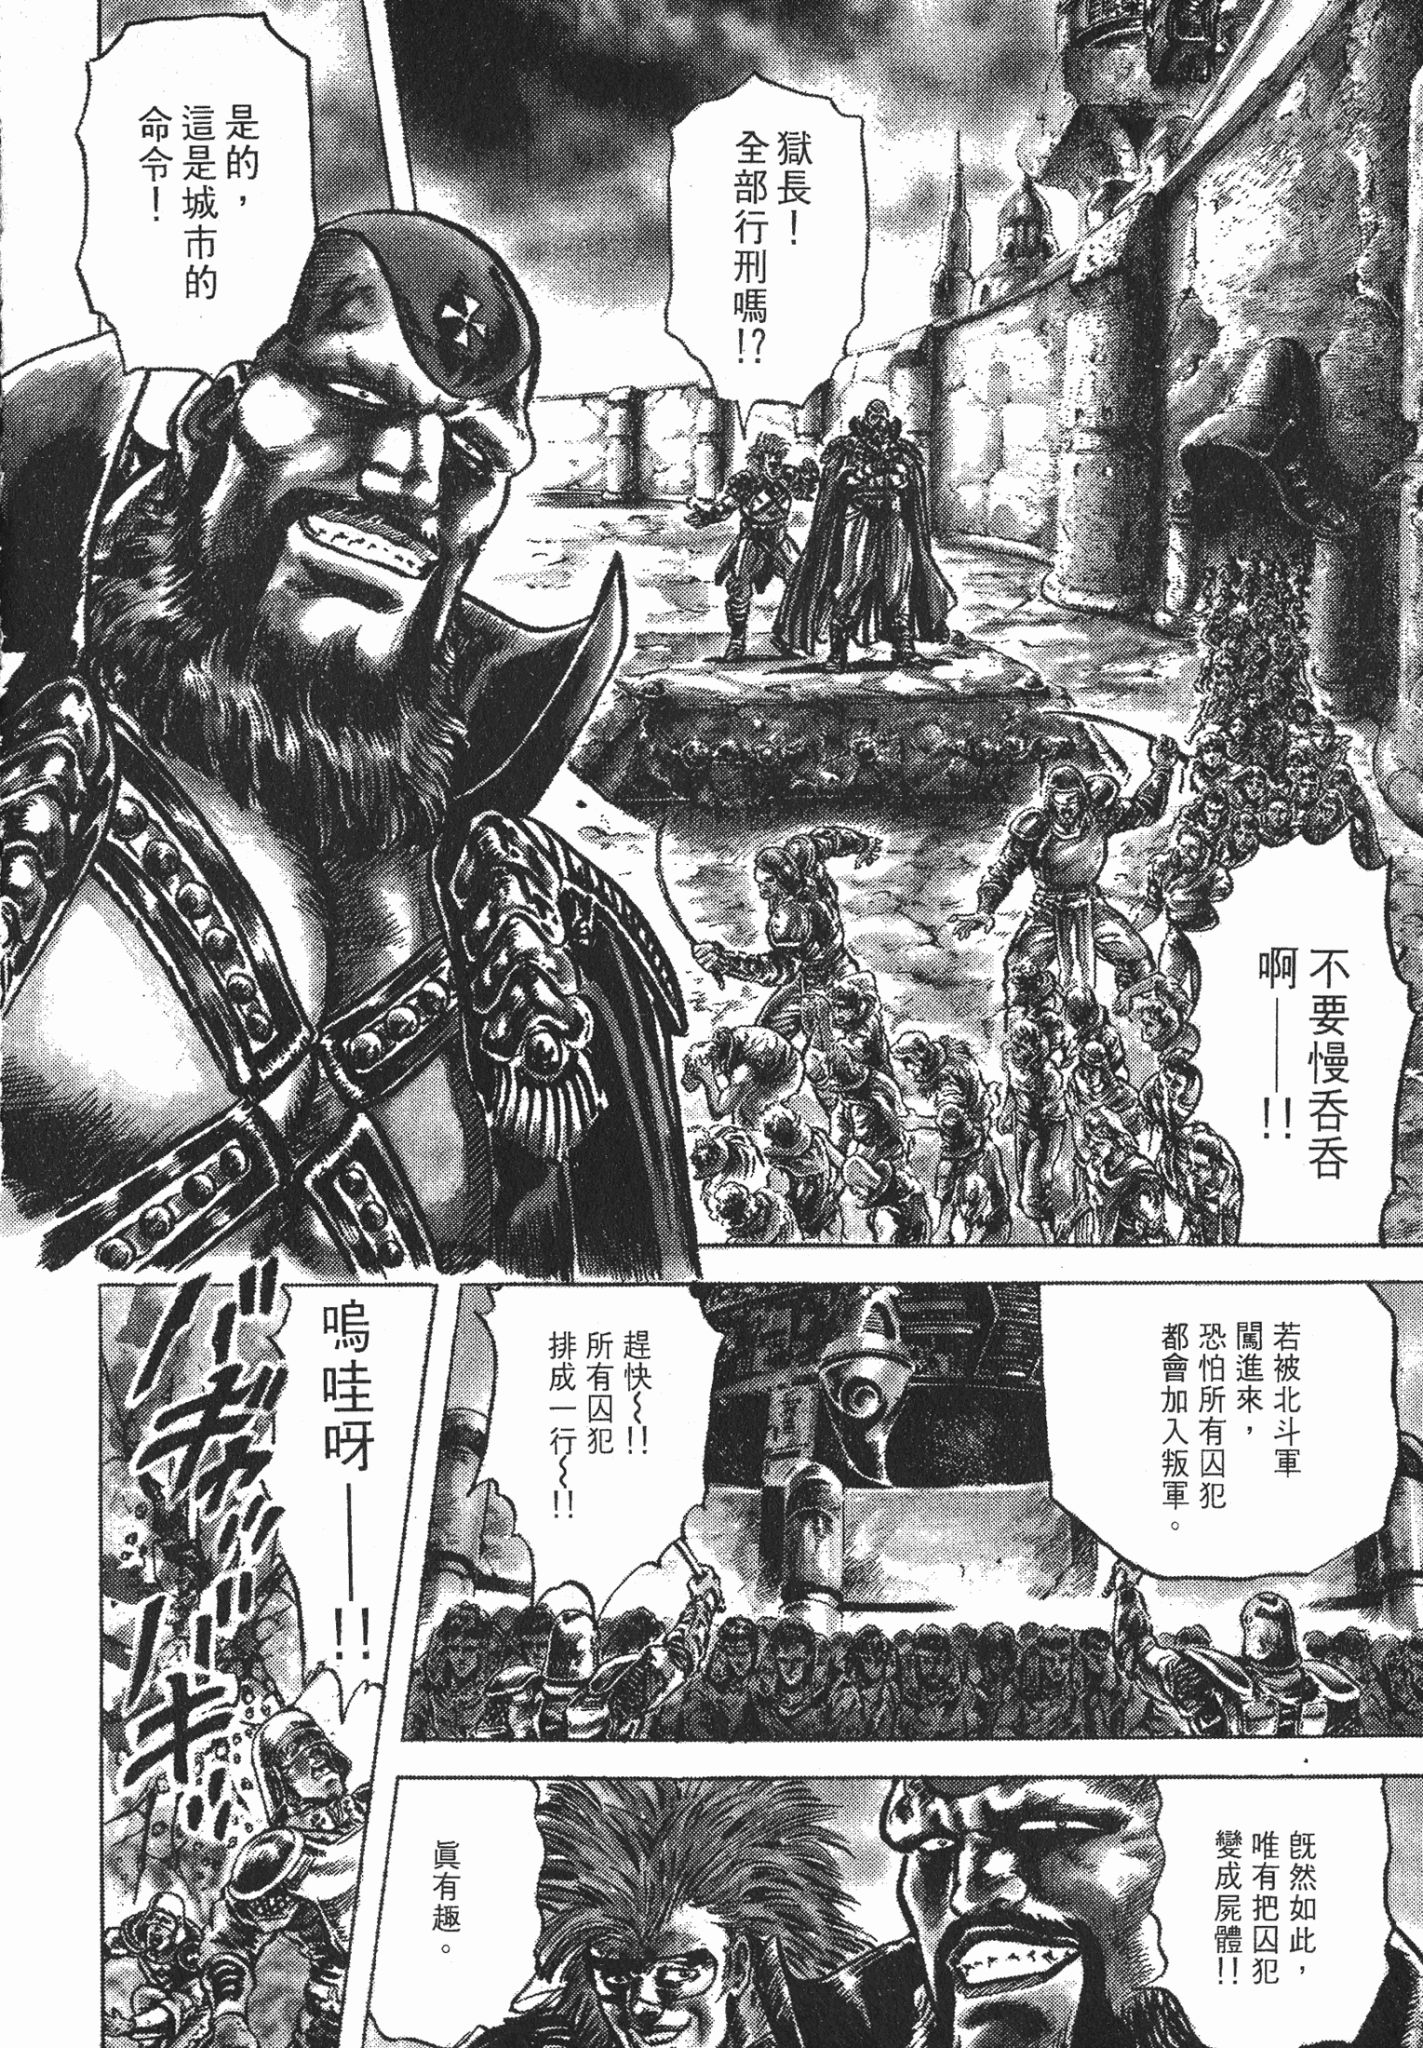 不要慢吞吞
啊——!!
獄長！
全部行刑嗎!?
是的，
這是城市的
命令！
若被北斗軍
闖進來，
恐怕所有囚犯
都會加入叛軍。
趕快～!!
所有囚犯
排成一行～!!
嗚哇呀——!!
既然如此，
唯有把囚犯
變成屍體!!
眞有趣。